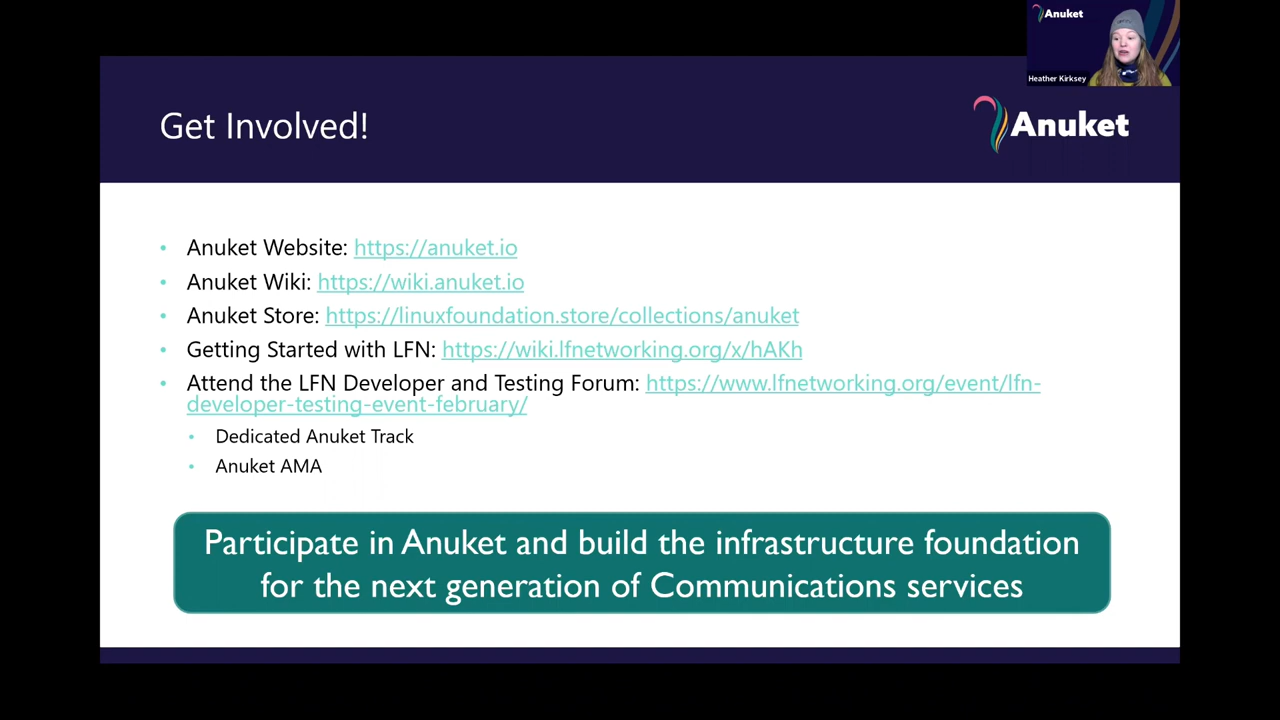 Anuket
Heather Kirksey
Get Involved!
Anuket
• Anuket Website: https://anuket.io
• Anuket Wiki: https://wiki.anuket.io
• Anuket Store: https://linuxfoundation.store/collections/anuket
• Getting Started with LFN: https://wiki.lfnetworking.org/x/hAKh
• Attend the LFN Developer and Testing Forum: https://www.lfnetworking.org/event/lfn-
developer-testing-event-february/
• Dedicated Anuket Track
• Anuket AMA
Participate in Anuket and build the infrastructure foundation
for the next generation of Communications services